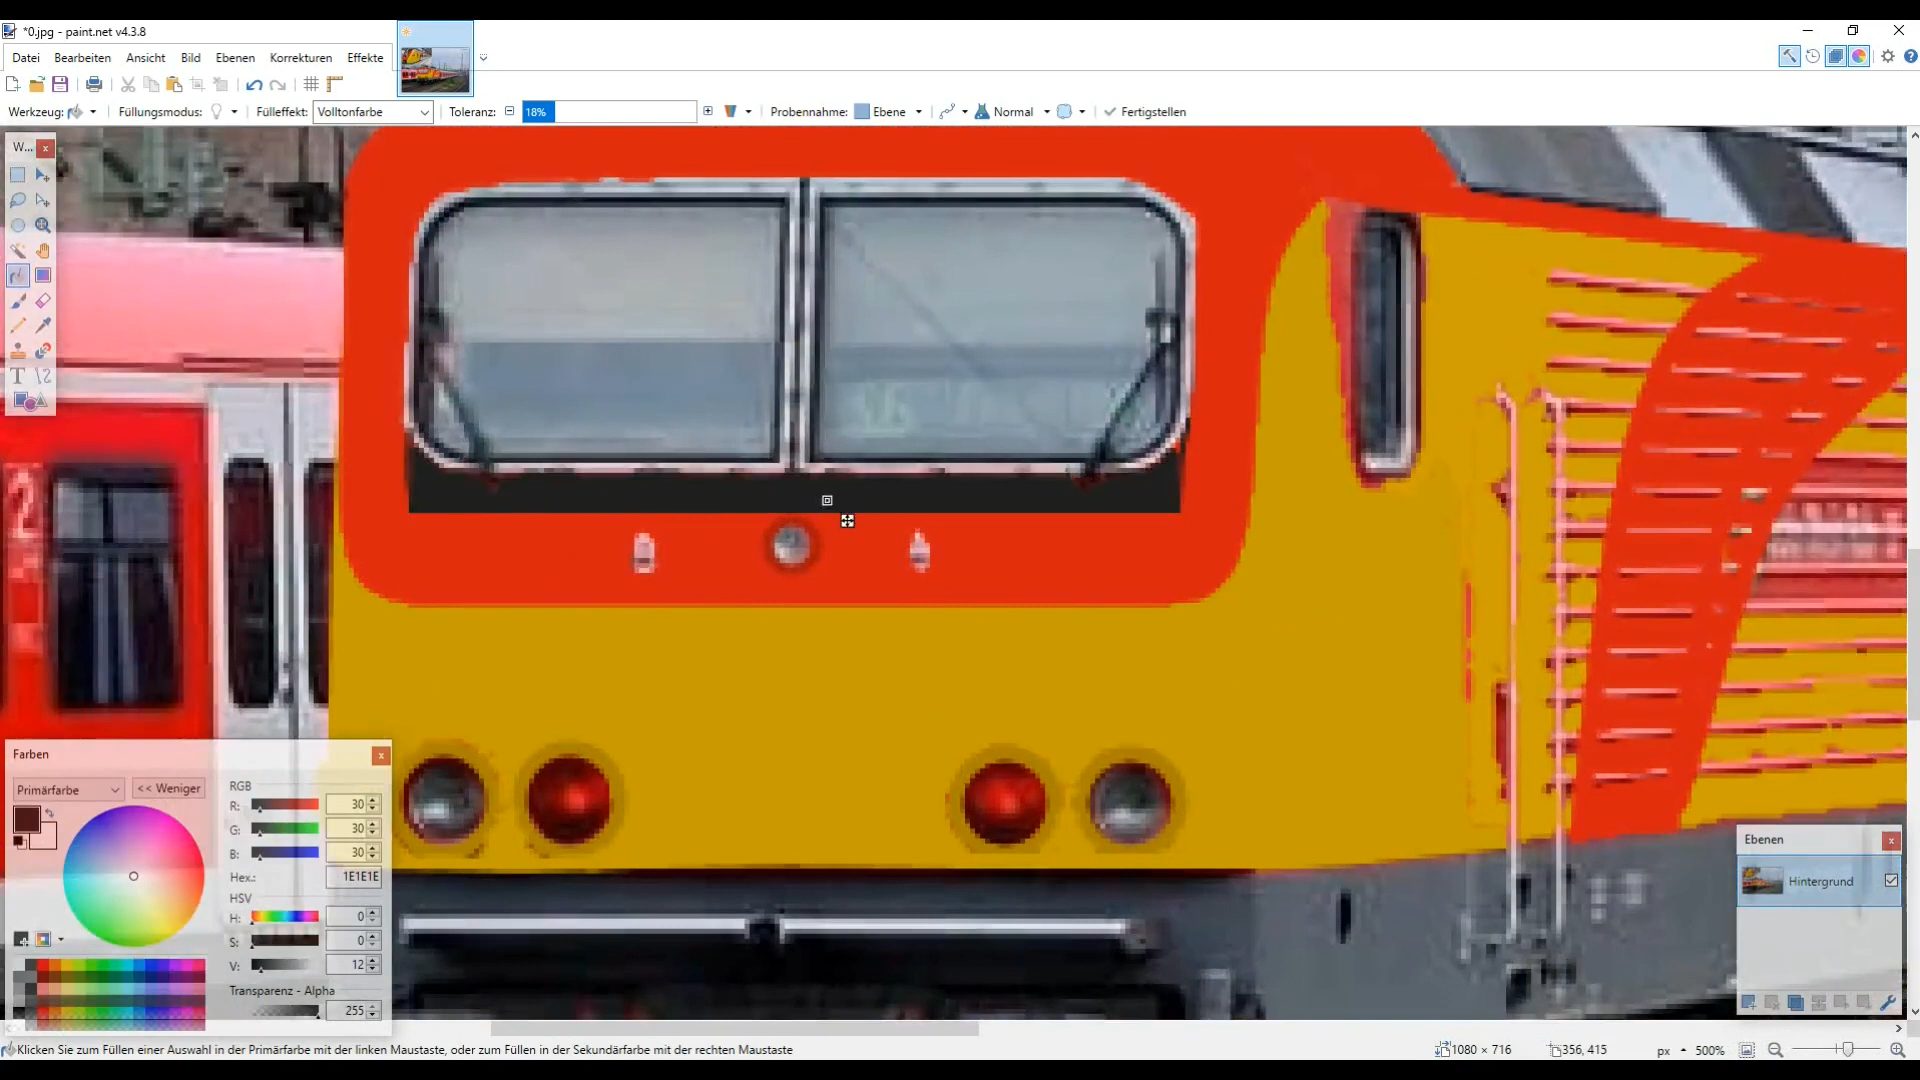 *0.jpg - paint.net v4.3.8
Datei Bearbeiten Ansicht Bild Ebenen Korrekturen Effekte
Werkzeug: Füllungsmodus: Fülleffekt: Volltonfarbe Toleranz: 18% Probennahme: Ebene Normal Fertigstellen
W...
Farben
Primärfarbe << Weniger
RGB
R: 30
G: 30
B: 30
Hex.: 1E1E1E
HSV
H: 0
S: 0
V: 12
Transparenz - Alpha
255
Ebenen
Hintergrund
Klicken Sie zum Füllen einer Auswahl in der Primärfarbe mit der linken Maustaste, oder zum Füllen in der Sekundärfarbe mit der rechten Maustaste
1080 × 716 356, 415 px 500%